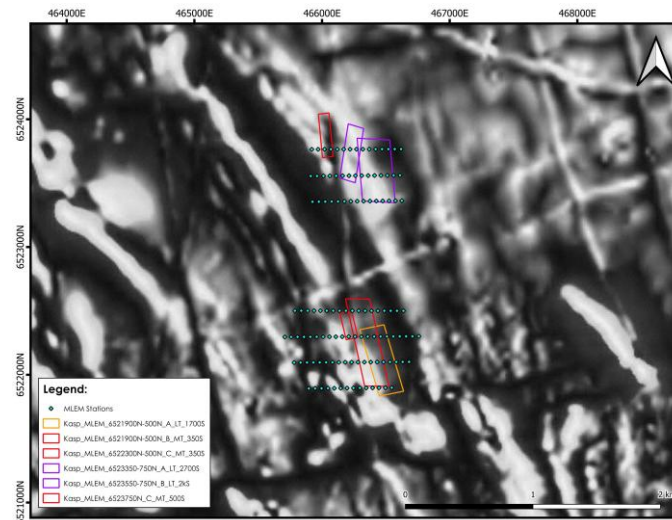 464000E 465000E 466000E 467000E 468000E
6524000N
6523000N
6522000N
6521000N
Legend:
MLEM Stations
Kasp_MLEM_6521900N-500N_A_LT_1700S
Kasp_MLEM_6521900N-500N_B_MT_350S
Kasp_MLEM_6522300N-500N_C_MT_350S
Kasp_MLEM_6523350-750N_A_LT_2700S
Kasp_MLEM_6523550-750N_B_LT_2kS
Kasp_MLEM_6523750N_C_MT_500S
0 1 2 km